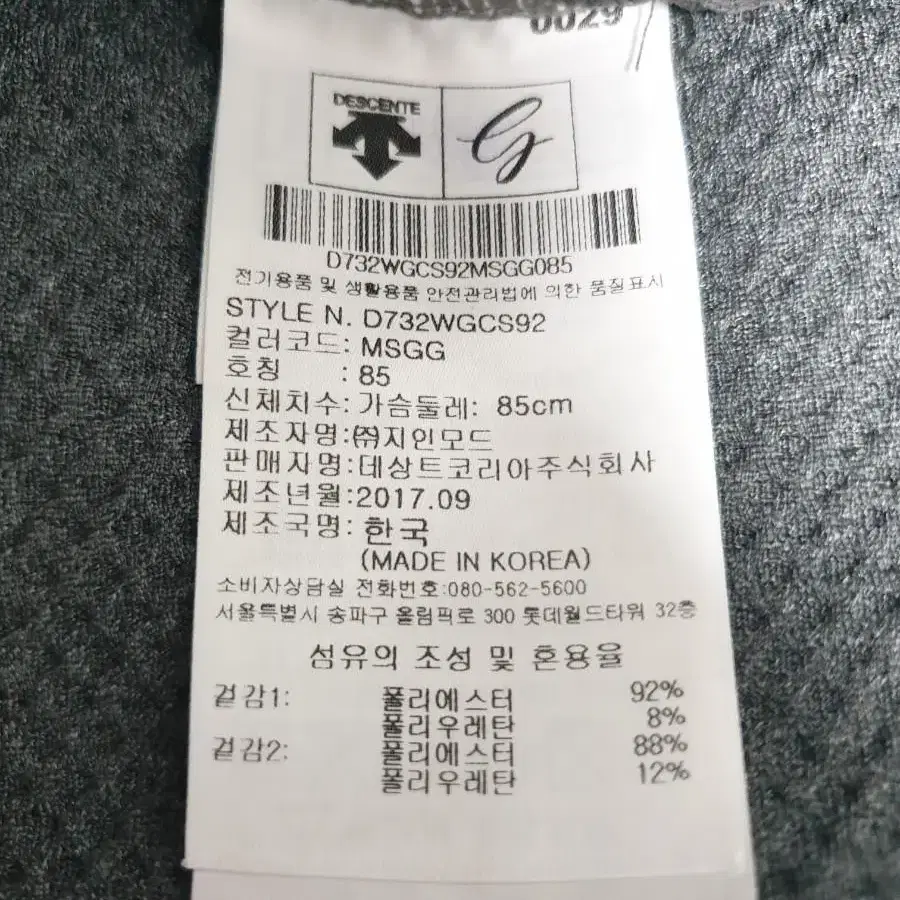 0029
DESCENTE G
D732WGCS92MSGG085
전기용품 및 생활용품 안전관리법에 의한 품질표시
STYLE N. D732WGCS92
컬러코드: MSGG
호칭 : 85
신체치수: 가슴둘레: 85cm
제조자명:㈜지인모드
판매자명:데상트코리아주식회사
제조년월:2017.09
제조국명: 한국
(MADE IN KOREA)
소비자상담실 전화번호:080-562-5600
서울특별시 송파구 올림픽로 300 롯데월드타워 32층
섬유의 조성 및 혼용율
겉감1: 폴리에스터 92%
폴리우레탄 8%
겉감2: 폴리에스터 88%
폴리우레탄 12%